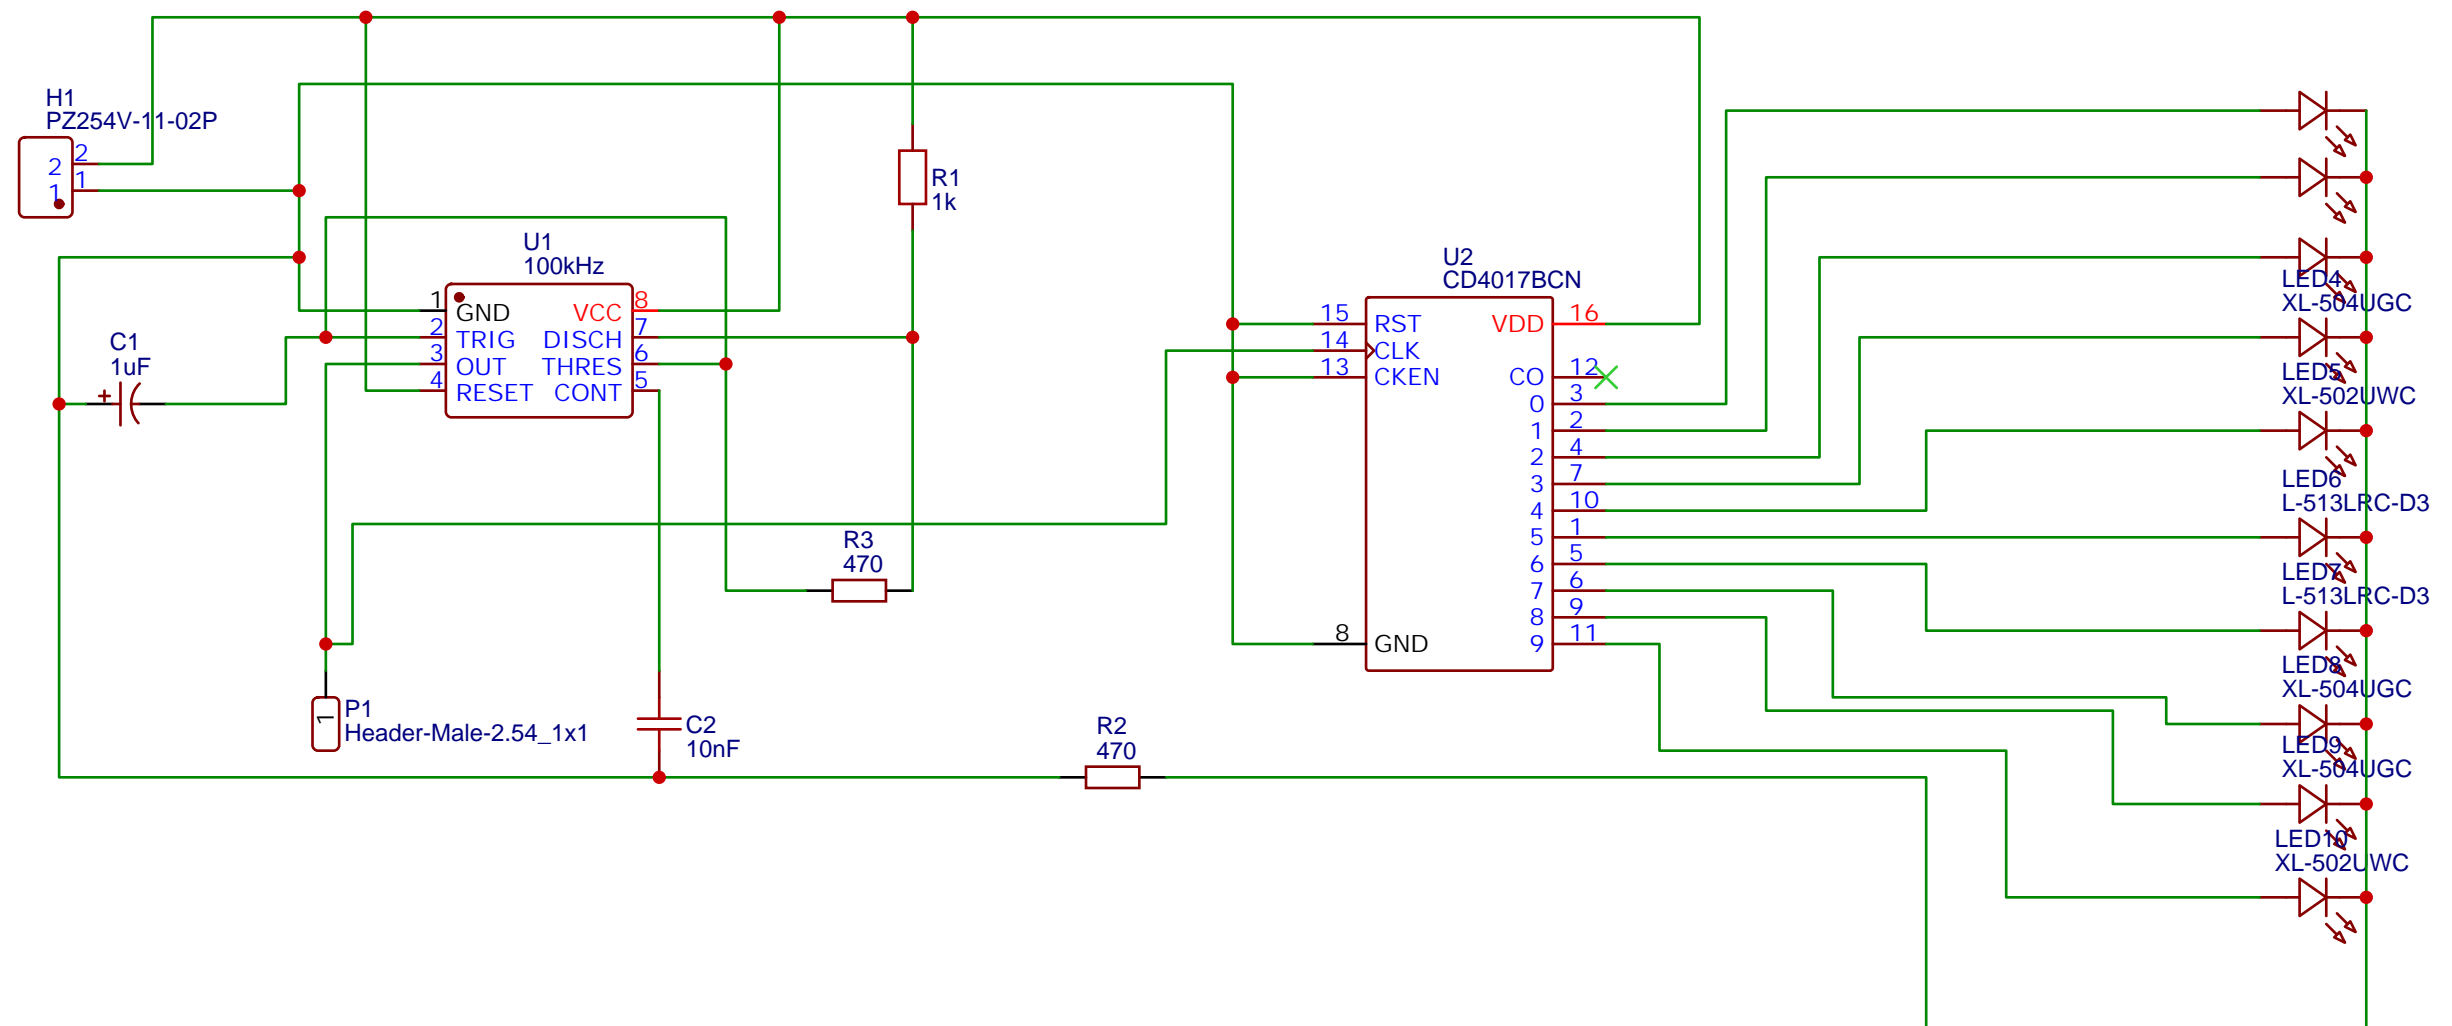 H1
PZ254V-11-02P
2
2
1
1
U1
100kHz
1
GND
VCC
8
2
TRIG
DISCH
7
3
OUT
THRES
6
4
RESET
CONT
5
C1
1uF
+
R1
1k
R3
470
P1
Header-Male-2.54_1x1
1
C2
10nF
R2
470
U2
CD4017BCN
15
RST
VDD
16
14
CLK
13
CKEN
CO
12
0
3
1
2
2
4
3
7
4
10
5
1
6
5
7
6
8
9
8
GND
9
11
LED4
XL-504UGC
LED5
XL-502UWC
LED6
L-513LRC-D3
LED7
L-513LRC-D3
LED8
XL-504UGC
LED9
XL-504UGC
LED10
XL-502UWC